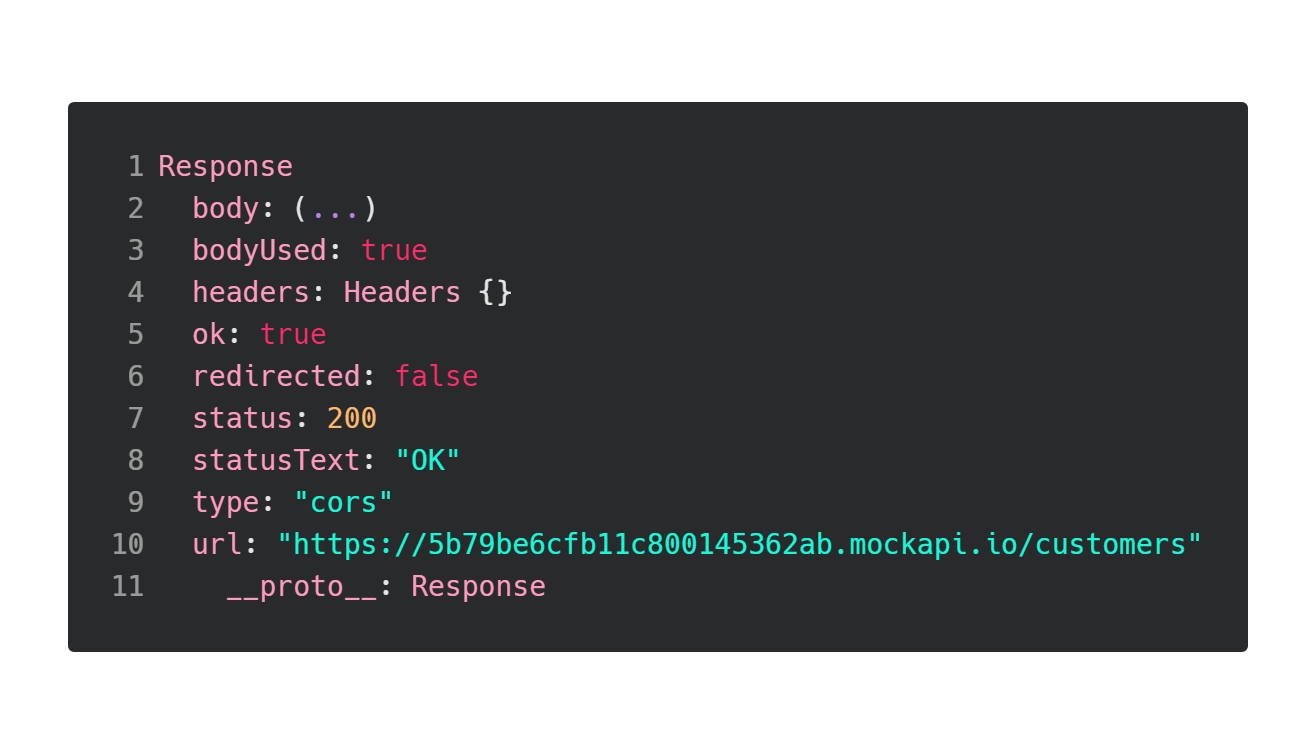 1 Response
2   body: (...)
3   bodyUsed: true
4   headers: Headers {}
5   ok: true
6   redirected: false
7   status: 200
8   statusText: "OK"
9   type: "cors"
10   url: "https://5b79be6cfb11c800145362ab.mockapi.io/customers"
11     __proto__: Response